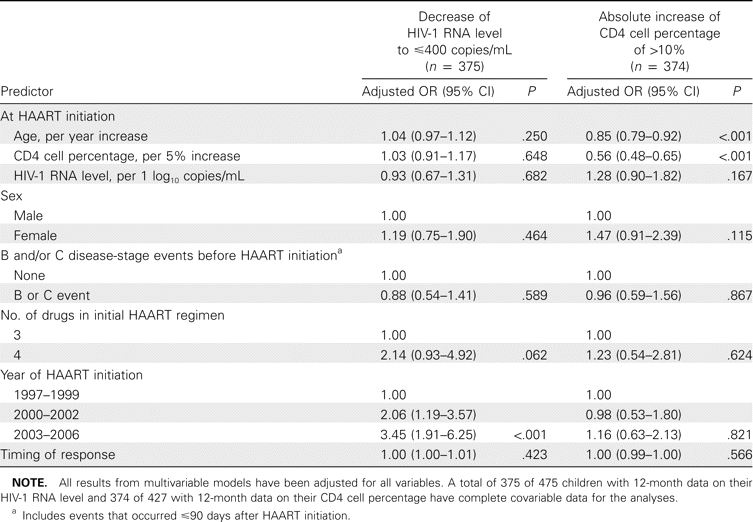 Decrease of
HIV-1 RNA level
to ⩽400 copies/mL
(n = 375)
Absolute increase of
CD4 cell percentage
of >10%
(n = 374)
Predictor Adjusted OR (95% CI) P Adjusted OR (95% CI) P
At HAART initiation
Age, per year increase 1.04 (0.97–1.12) .250 0.85 (0.79–0.92) <.001
CD4 cell percentage, per 5% increase 1.03 (0.91–1.17) .648 0.56 (0.48–0.65) <.001
HIV-1 RNA level, per 1 log10 copies/mL 0.93 (0.67–1.31) .682 1.28 (0.90–1.82) .167
Sex
Male 1.00 1.00
Female 1.19 (0.75–1.90) .464 1.47 (0.91–2.39) .115
B and/or C disease-stage events before HAART initiationa
None 1.00 1.00
B or C event 0.88 (0.54–1.41) .589 0.96 (0.59–1.56) .867
No. of drugs in initial HAART regimen
3 1.00 1.00
4 2.14 (0.93–4.92) .062 1.23 (0.54–2.81) .624
Year of HAART initiation
1997–1999 1.00 1.00
2000–2002 2.06 (1.19–3.57) 0.98 (0.53–1.80)
2003–2006 3.45 (1.91–6.25) <.001 1.16 (0.63–2.13) .821
Timing of response 1.00 (1.00–1.01) .423 1.00 (0.99–1.00) .566
NOTE. All results from multivariable models have been adjusted for all variables. A total of 375 of 475 children with 12-month data on their
HIV-1 RNA level and 374 of 427 with 12-month data on their CD4 cell percentage have complete covariable data for the analyses.
a Includes events that occurred ⩽90 days after HAART initiation.